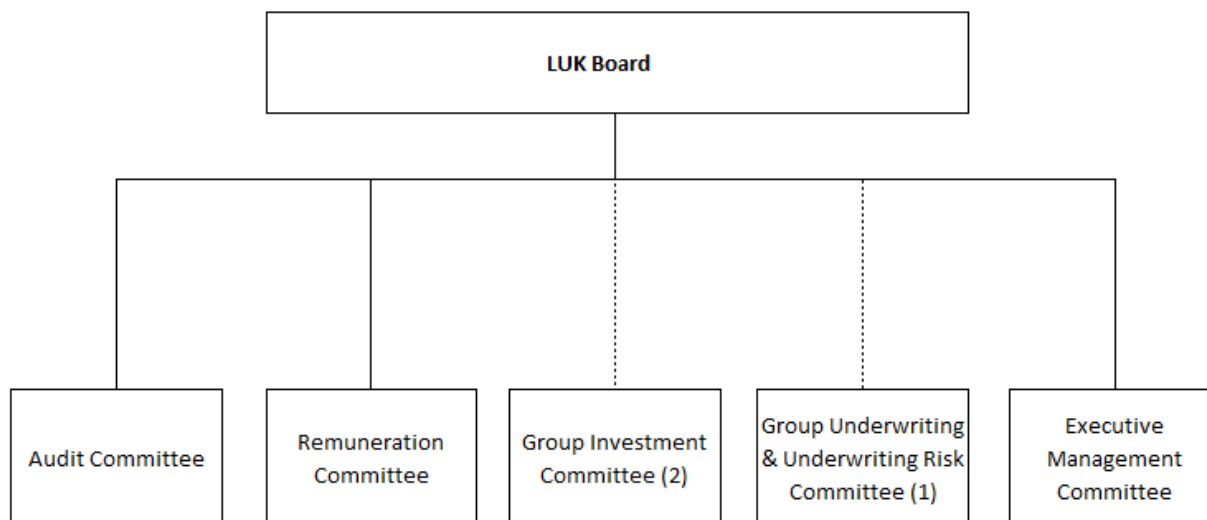 LUK Board
Audit Committee
Remuneration
Committee
Group Investment
Committee (2)
Group Underwriting
& Underwriting Risk
Committee (1)
Executive
Management
Committee